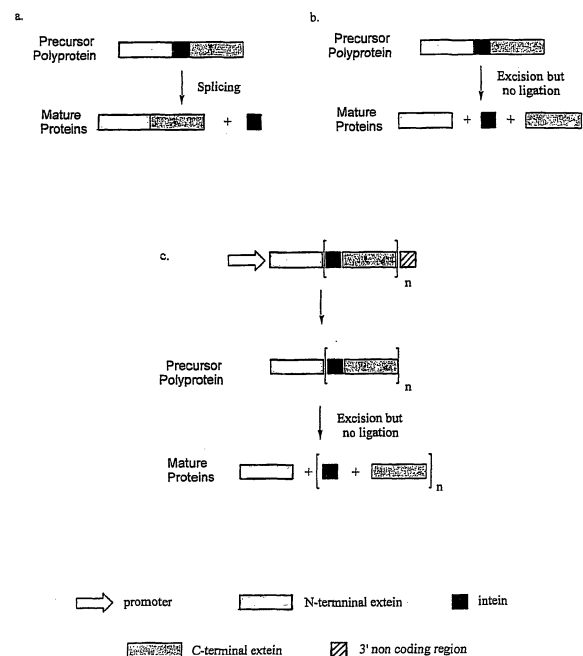 a.
Precursor
Polyprotein
Splicing
Mature
Proteins
+
b.
Precursor
Polyprotein
Excision but
no ligation
Mature
Proteins
+ +
c.
n
Precursor
Polyprotein
n
Excision but
no ligation
Mature
Proteins
+ +
n
promoter
N-temninal extein
intein
C-terminal extein
3' non coding region